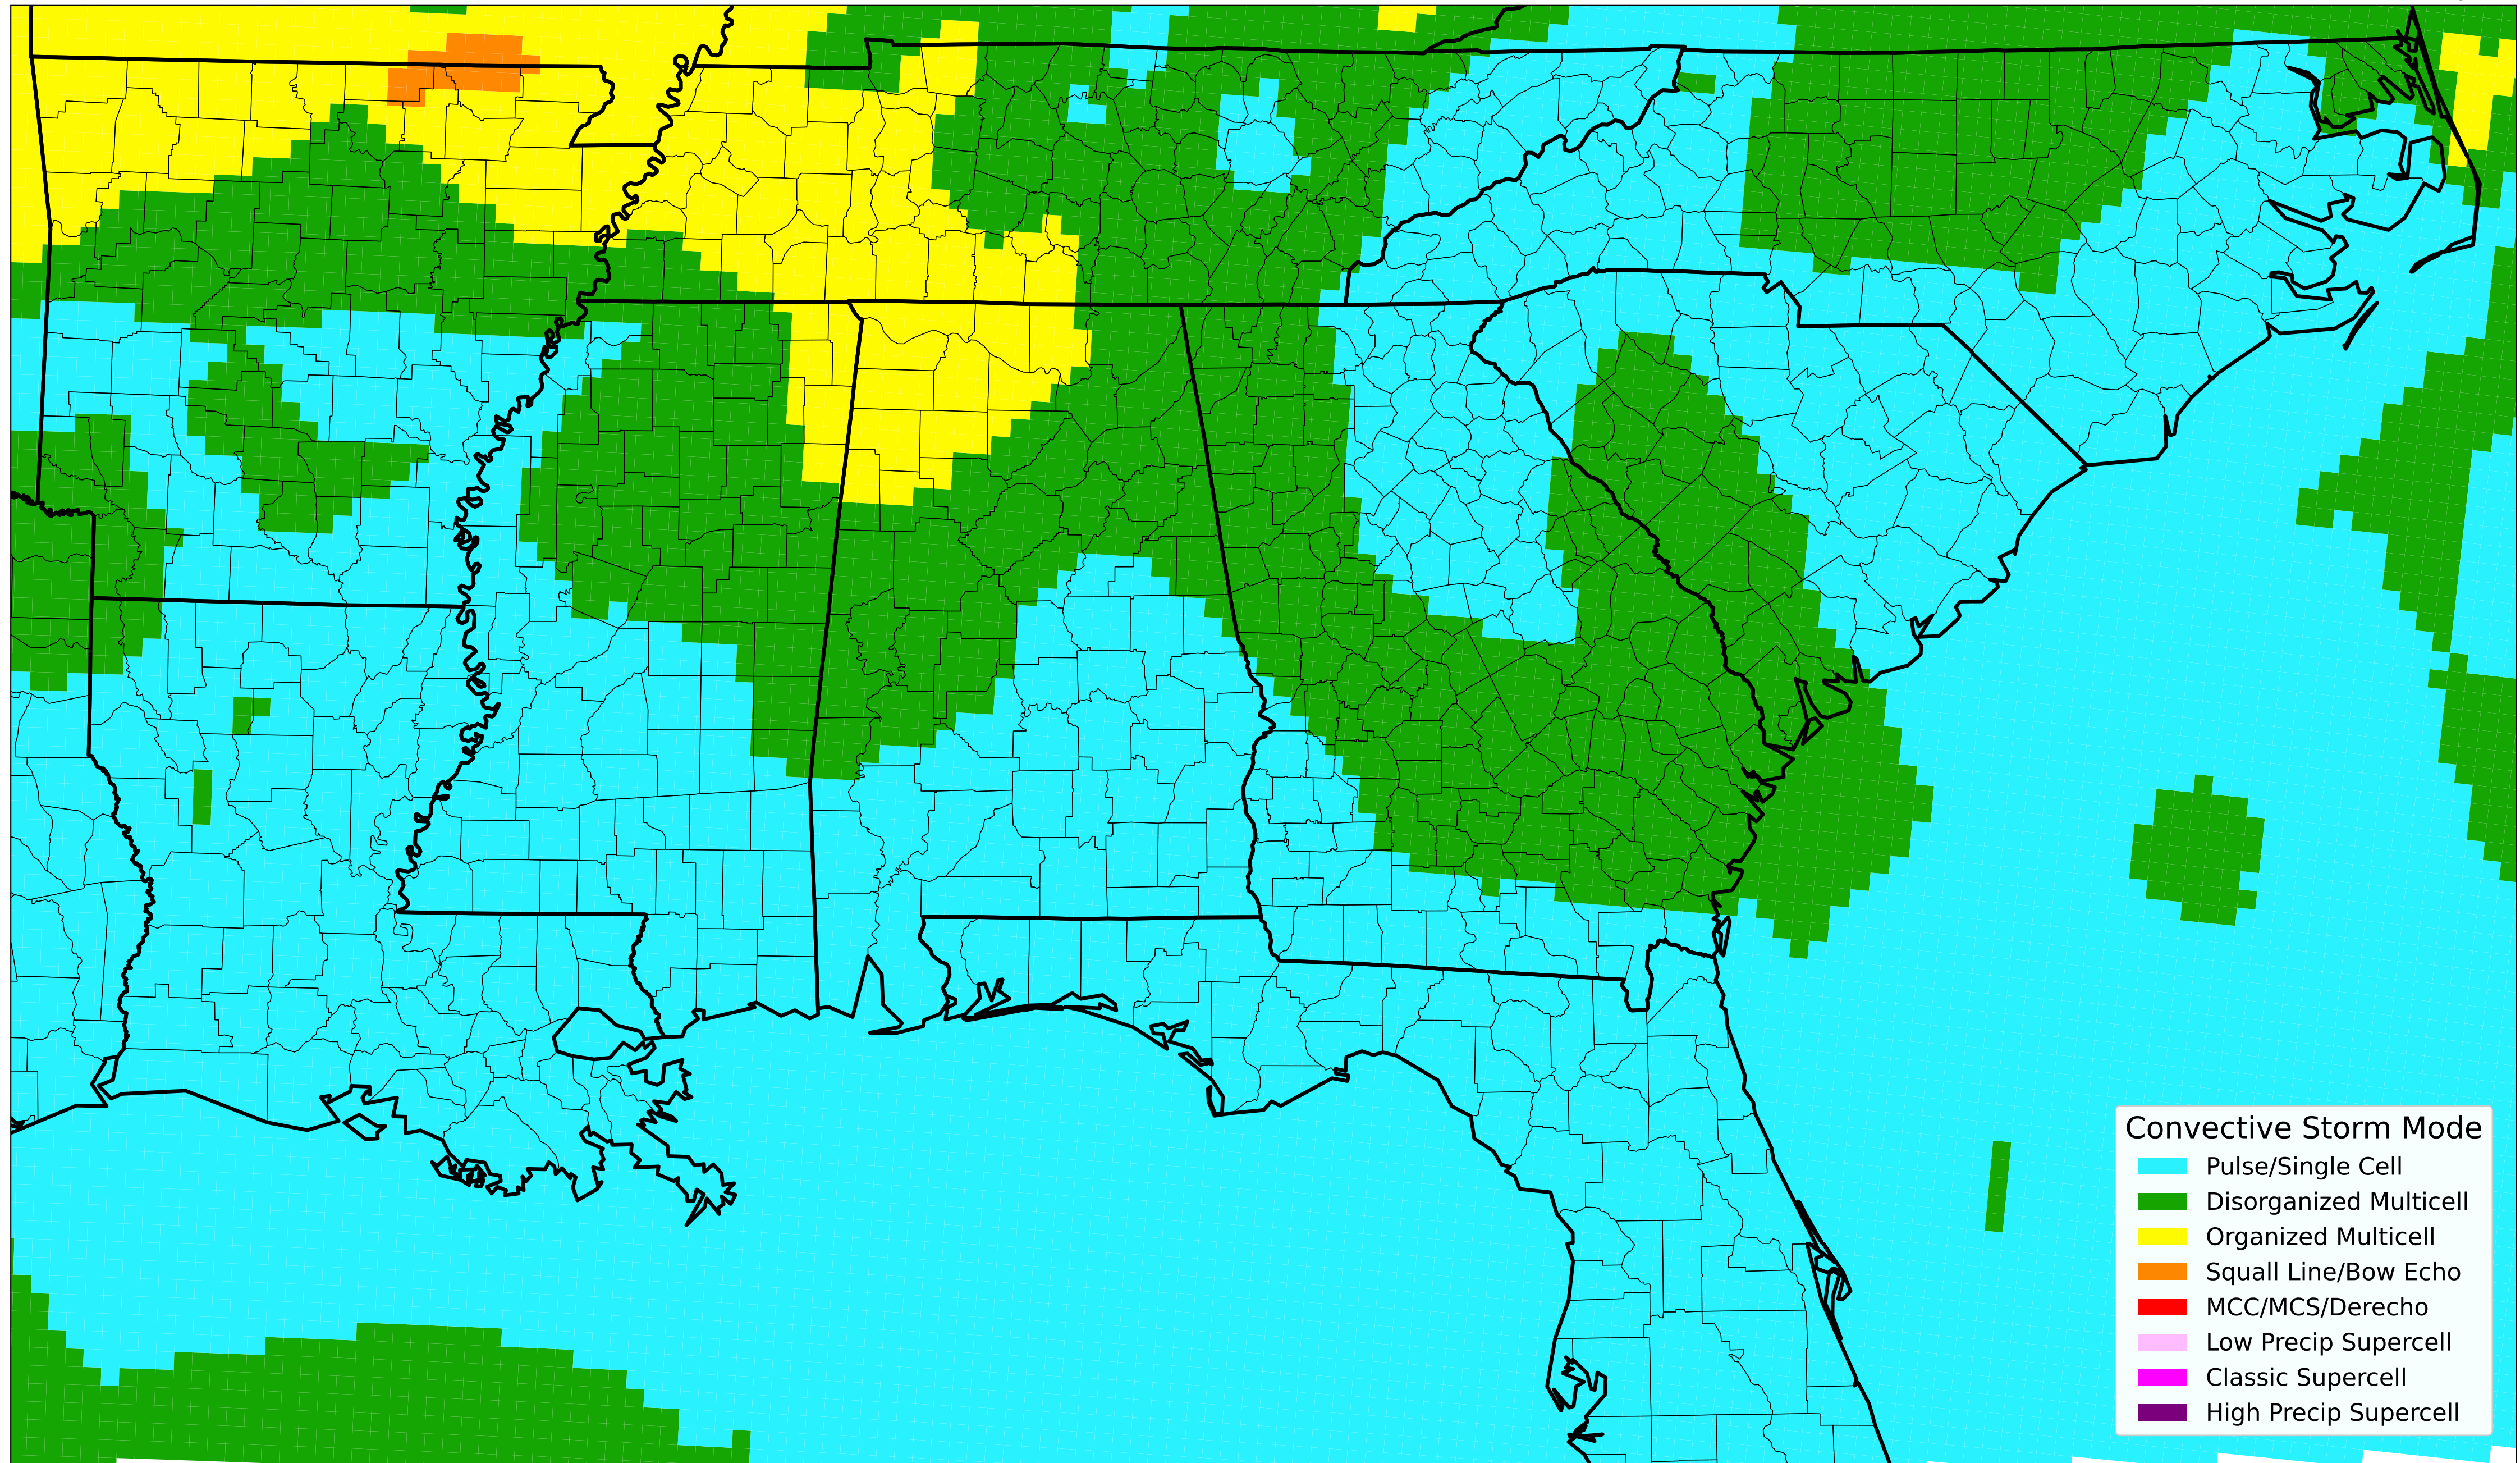 Convective Storm Mode
Pulse/Single Cell
Disorganized Multicell
Organized Multicell
Squall Line/Bow Echo
MCC/MCS/Derecho
Low Precip Supercell
Classic Supercell
High Precip Supercell